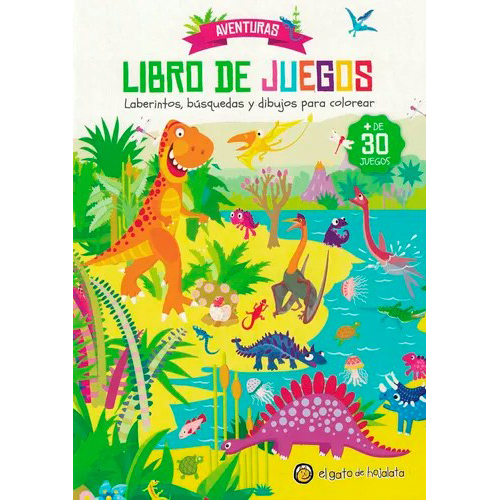 AVENTURAS
LIBRO DE JUEGOS
Laberintos, búsquedas y dibujos para colorear
+ DE
30
JUEGOS
el gato de hojalata